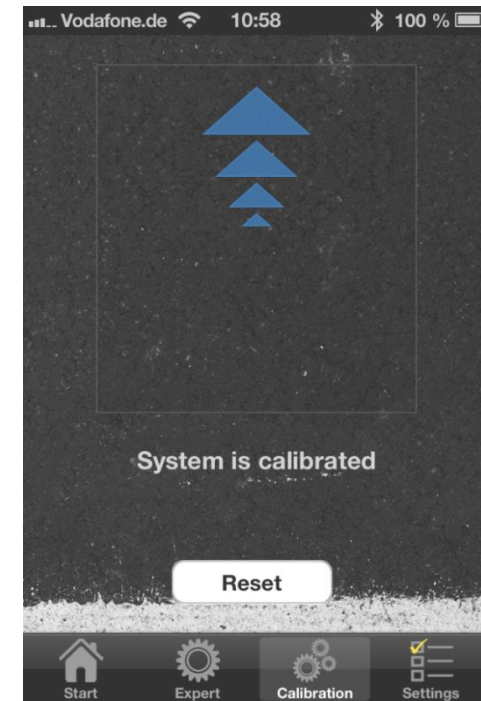 Vodafone.de 10:58 100 %
System is calibrated
Reset
Start Expert Calibration Settings